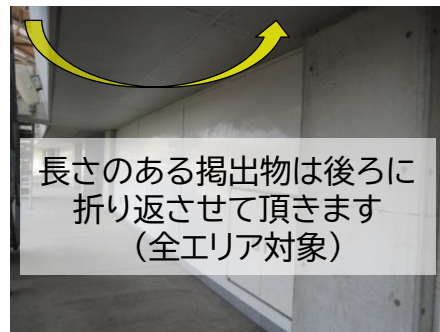 長さのある掲出物は後ろに
折り返させて頂きます
（全エリア対象）